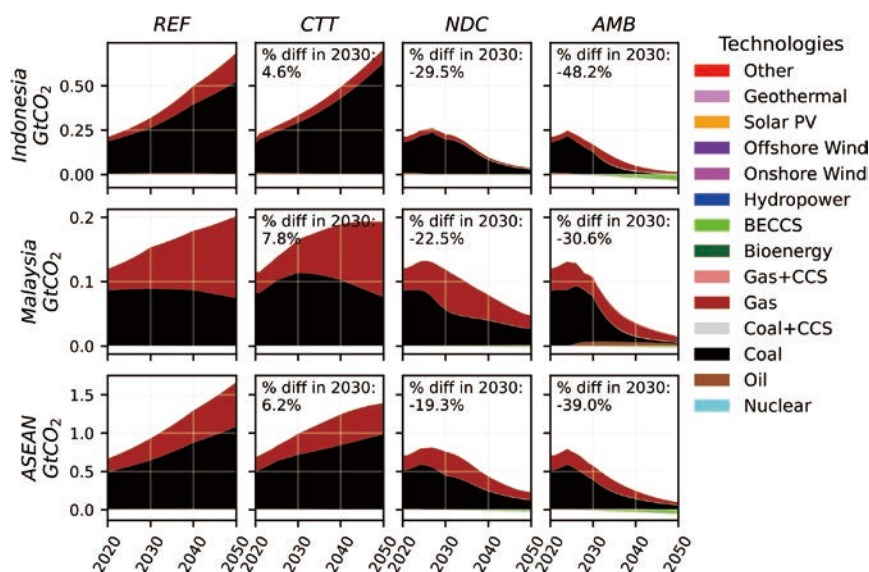 REF CTT NDC AMB
Indonesia
GtCO2
0.50
0.25
0.00
% diff in 2030:
4.6%
% diff in 2030:
-29.5%
% diff in 2030:
-48.2%
Malaysia
GtCO2
0.2
0.1
0.0
% diff in 2030:
7.8%
% diff in 2030:
-22.5%
% diff in 2030:
-30.6%
ASEAN
GtCO2
1.5
1.0
0.5
0.0
% diff in 2030:
6.2%
% diff in 2030:
-19.3%
% diff in 2030:
-39.0%
2020 2030 2040 2050 2020 2030 2040 2050 2020 2030 2040 2050 2020 2030 2040 2050
Technologies
Other
Geothermal
Solar PV
Offshore Wind
Onshore Wind
Hydropower
BECCS
Bioenergy
Gas+CCS
Gas
Coal+CCS
Coal
Oil
Nuclear